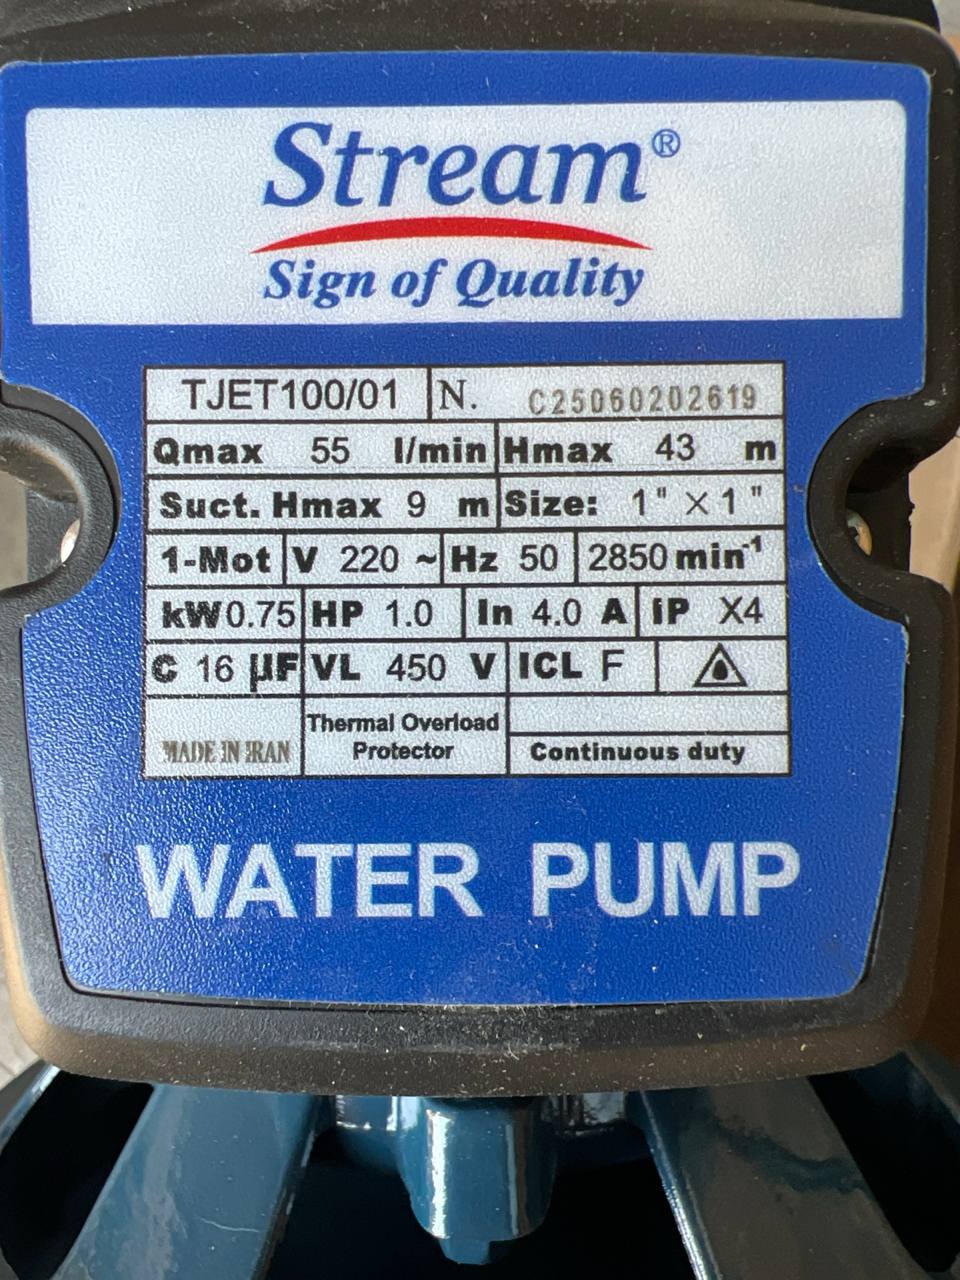 Stream®
Sign of Quality
TJET100/01 N. C25060202619
Qmax 55 l/min Hmax 43 m
Suct. Hmax 9 m Size: 1" × 1"
1-Mot V 220 ~ Hz 50 2850 min⁻¹
kW 0.75 HP 1.0 In 4.0 A iP X4
C 16 µF VL 450 V ICL F
MADE IN IRAN Thermal Overload Protector Continuous duty
WATER PUMP